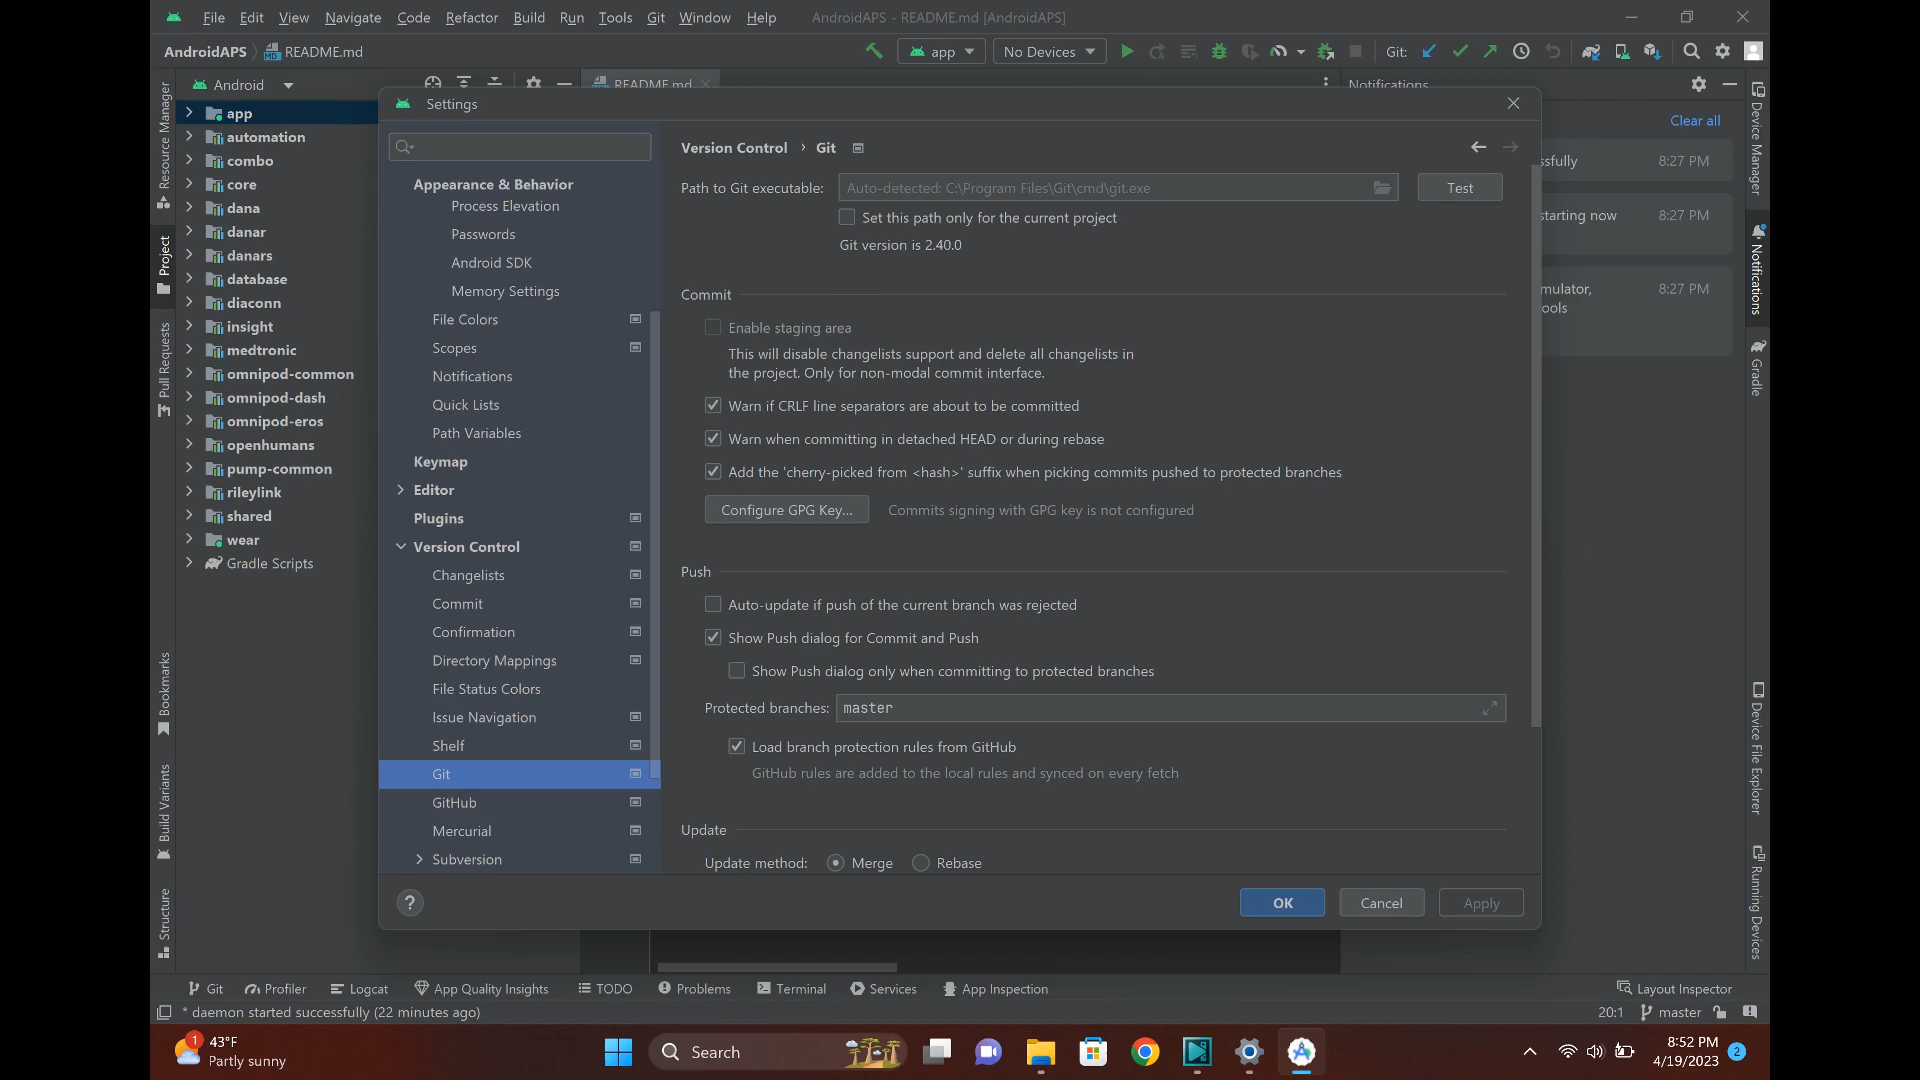 File Edit View Navigate Code Refactor Build Run Tools Git Window Help AndroidAPS - README.md [AndroidAPS]
AndroidAPS README.md app No Devices Git:
Android README.md Notifications
Settings
Clear all
Version Control › Git
Path to Git executable: Auto-detected: C:\Program Files\Git\cmd\git.exe Test
Set this path only for the current project
Git version is 2.40.0
Commit
Enable staging area
This will disable changelists support and delete all changelists in
the project. Only for non-modal commit interface.
Warn if CRLF line separators are about to be committed
Warn when committing in detached HEAD or during rebase
Add the 'cherry-picked from <hash>' suffix when picking commits pushed to protected branches
Configure GPG Key... Commits signing with GPG key is not configured
Push
Auto-update if push of the current branch was rejected
Show Push dialog for Commit and Push
Show Push dialog only when committing to protected branches
Protected branches: master
Load branch protection rules from GitHub
GitHub rules are added to the local rules and synced on every fetch
Update
Update method: Merge Rebase
OK Cancel Apply
Appearance & Behavior
Process Elevation
Passwords
Android SDK
Memory Settings
File Colors
Scopes
Notifications
Quick Lists
Path Variables
Keymap
Editor
Plugins
Version Control
Changelists
Commit
Confirmation
Directory Mappings
File Status Colors
Issue Navigation
Shelf
Git
GitHub
Mercurial
Subversion
?
app
automation
combo
core
dana
danar
danars
database
diaconn
insight
medtronic
omnipod-common
omnipod-dash
omnipod-eros
openhumans
pump-common
rileylink
shared
wear
Gradle Scripts
Resource Manager
Project
Pull Requests
Bookmarks
Build Variants
Structure
ssfully 8:27 PM
starting now 8:27 PM
mulator, 8:27 PM
ools
Device Manager
Notifications
Gradle
Device File Explorer
Running Devices
Git Profiler Logcat App Quality Insights TODO Problems Terminal Services App Inspection Layout Inspector
* daemon started successfully (22 minutes ago) 20:1 master
1 43°F
Partly sunny
Search
8:52 PM
4/19/2023
2